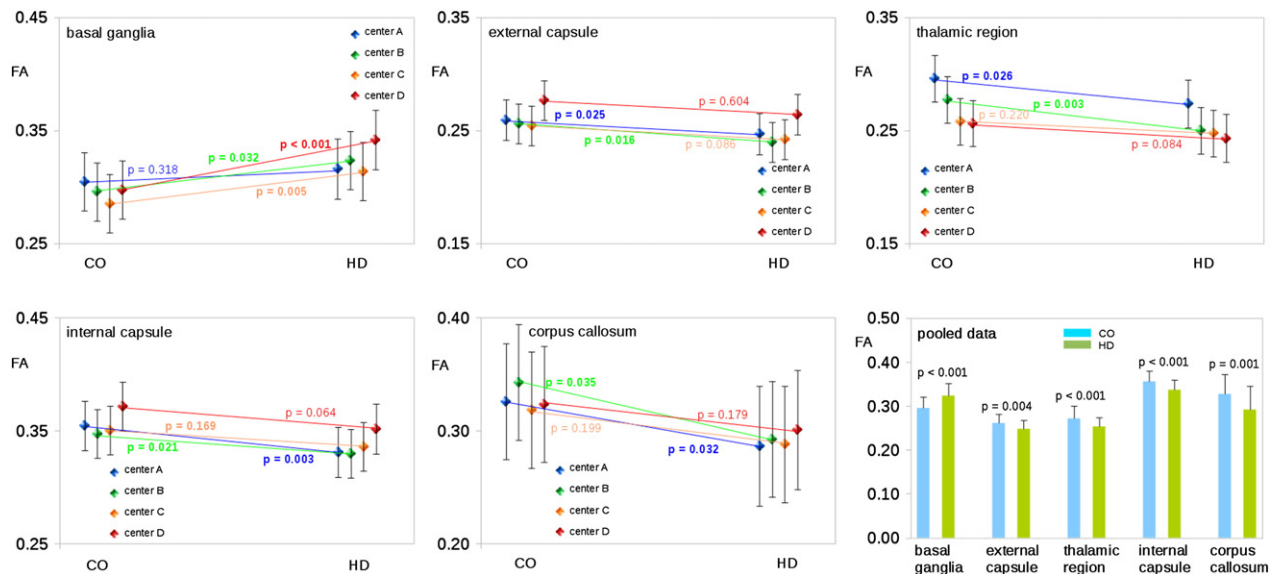 0.45
basal ganglia
center A
center B
center C
center D
FA
0.35
p = 0.318
p = 0.032
p < 0.001
p = 0.005
0.25
CO HD
0.35
external capsule
FA
p = 0.604
0.25
p = 0.025
p = 0.016
p = 0.086
center A
center B
center C
center D
0.15
CO HD
0.35
thalamic region
FA
p = 0.026
p = 0.003
p = 0.220
0.25
p = 0.084
center A
center B
center C
center D
0.15
CO HD
0.45
internal capsule
FA
p = 0.064
0.35
p = 0.169
p = 0.021
p = 0.003
center A
center B
center C
center D
0.25
CO HD
0.40
corpus callosum
FA
p = 0.035
p = 0.179
0.30
p = 0.199
p = 0.032
center A
center B
center C
center D
0.20
CO HD
0.50
pooled data
CO
HD
FA
0.40
0.30
0.20
0.10
0.00
p < 0.001
p = 0.004
p < 0.001
p < 0.001
p = 0.001
basal
ganglia
external
capsule
thalamic
region
internal
capsule
corpus
callosum